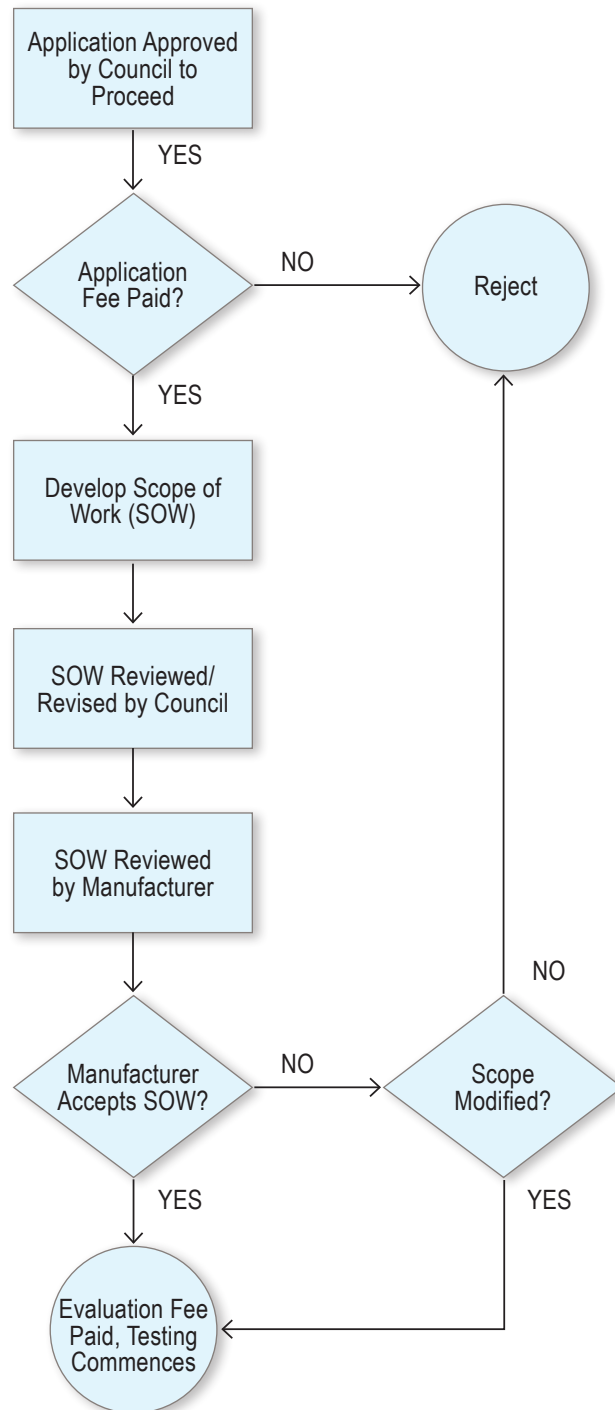 Application Approved
by Council to
Proceed
YES
Application
Fee Paid?
NO
Reject
YES
Develop Scope of
Work (SOW)
SOW Reviewed/
Revised by Council
SOW Reviewed
by Manufacturer
NO
Manufacturer
Accepts SOW?
NO
Scope
Modified?
YES
YES
Evaluation Fee
Paid, Testing
Commences